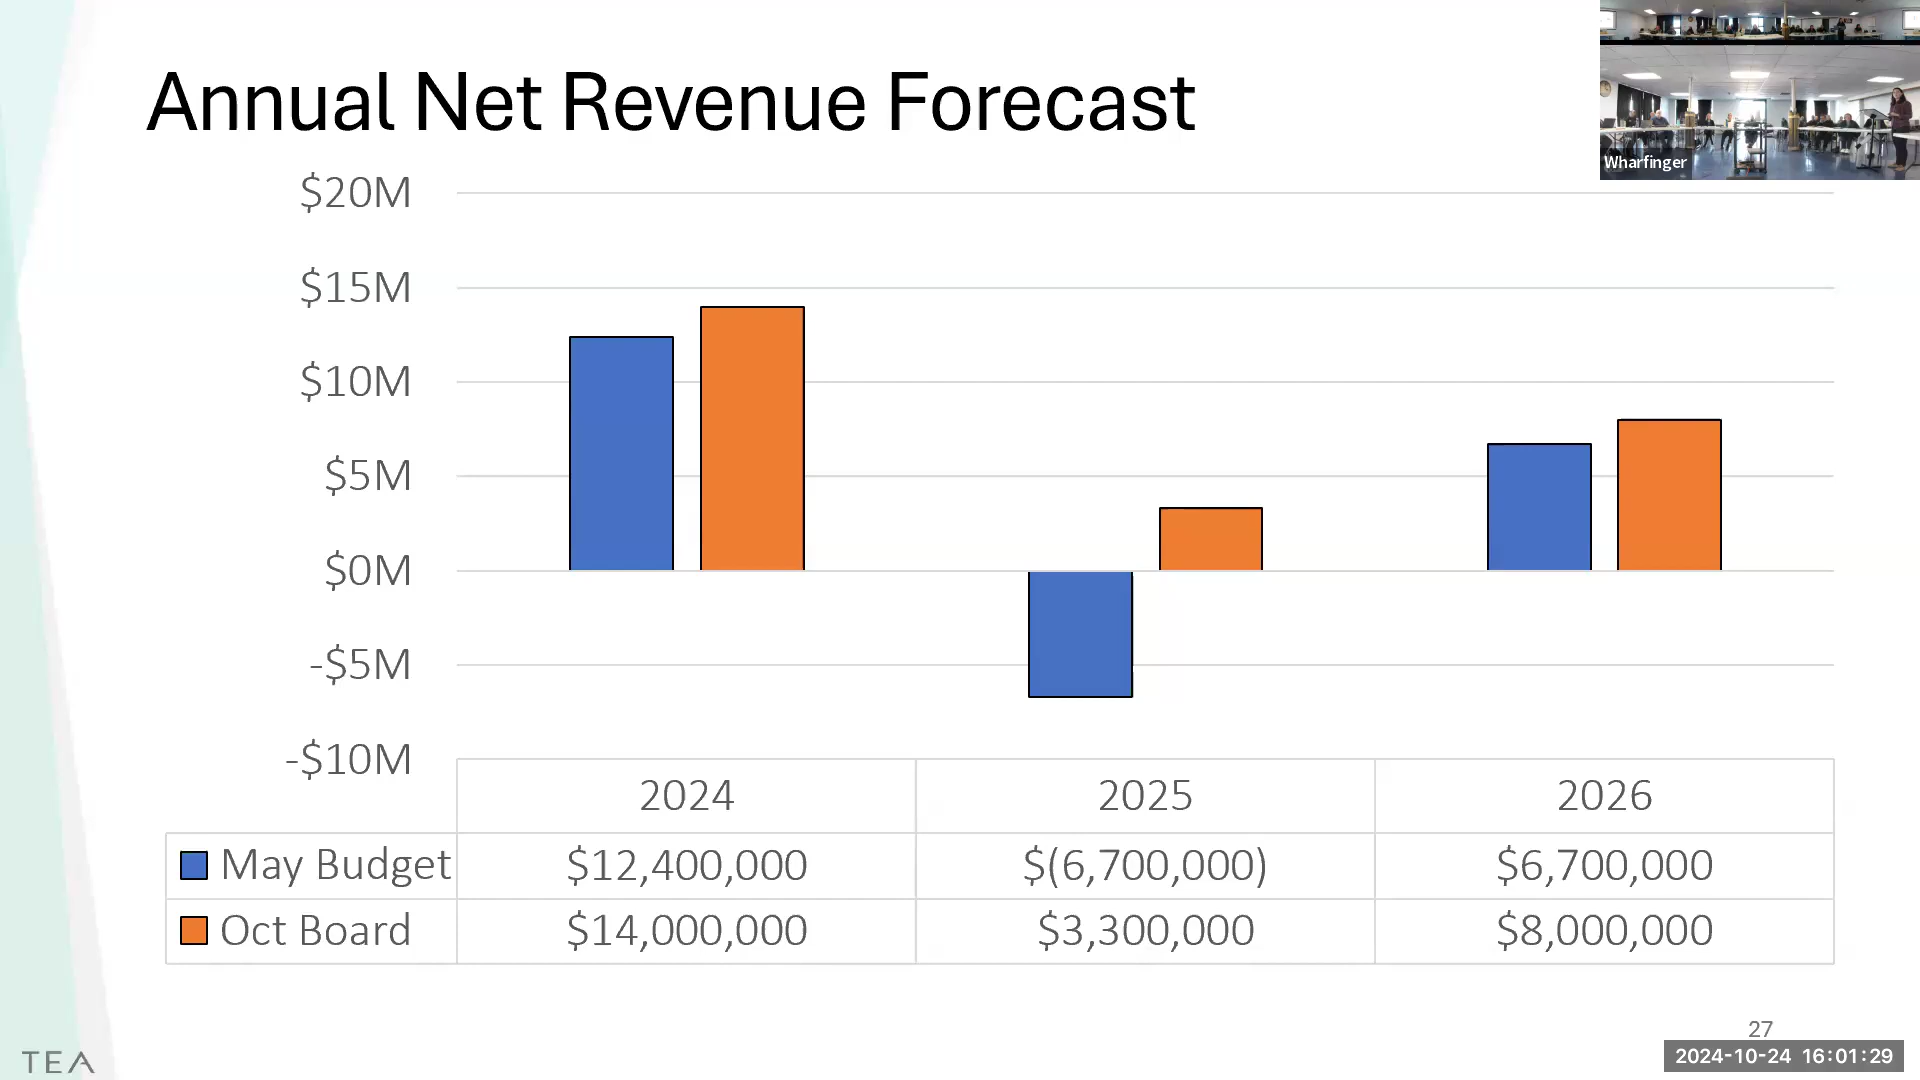 Annual Net Revenue Forecast
Wharfinger
$20M
$15M
$10M
$5M
$0M
-$5M
-$10M
2024 2025 2026
May Budget $12,400,000 $(6,700,000) $6,700,000
Oct Board $14,000,000 $3,300,000 $8,000,000
27
TEA
2024-10-24 16:01:29